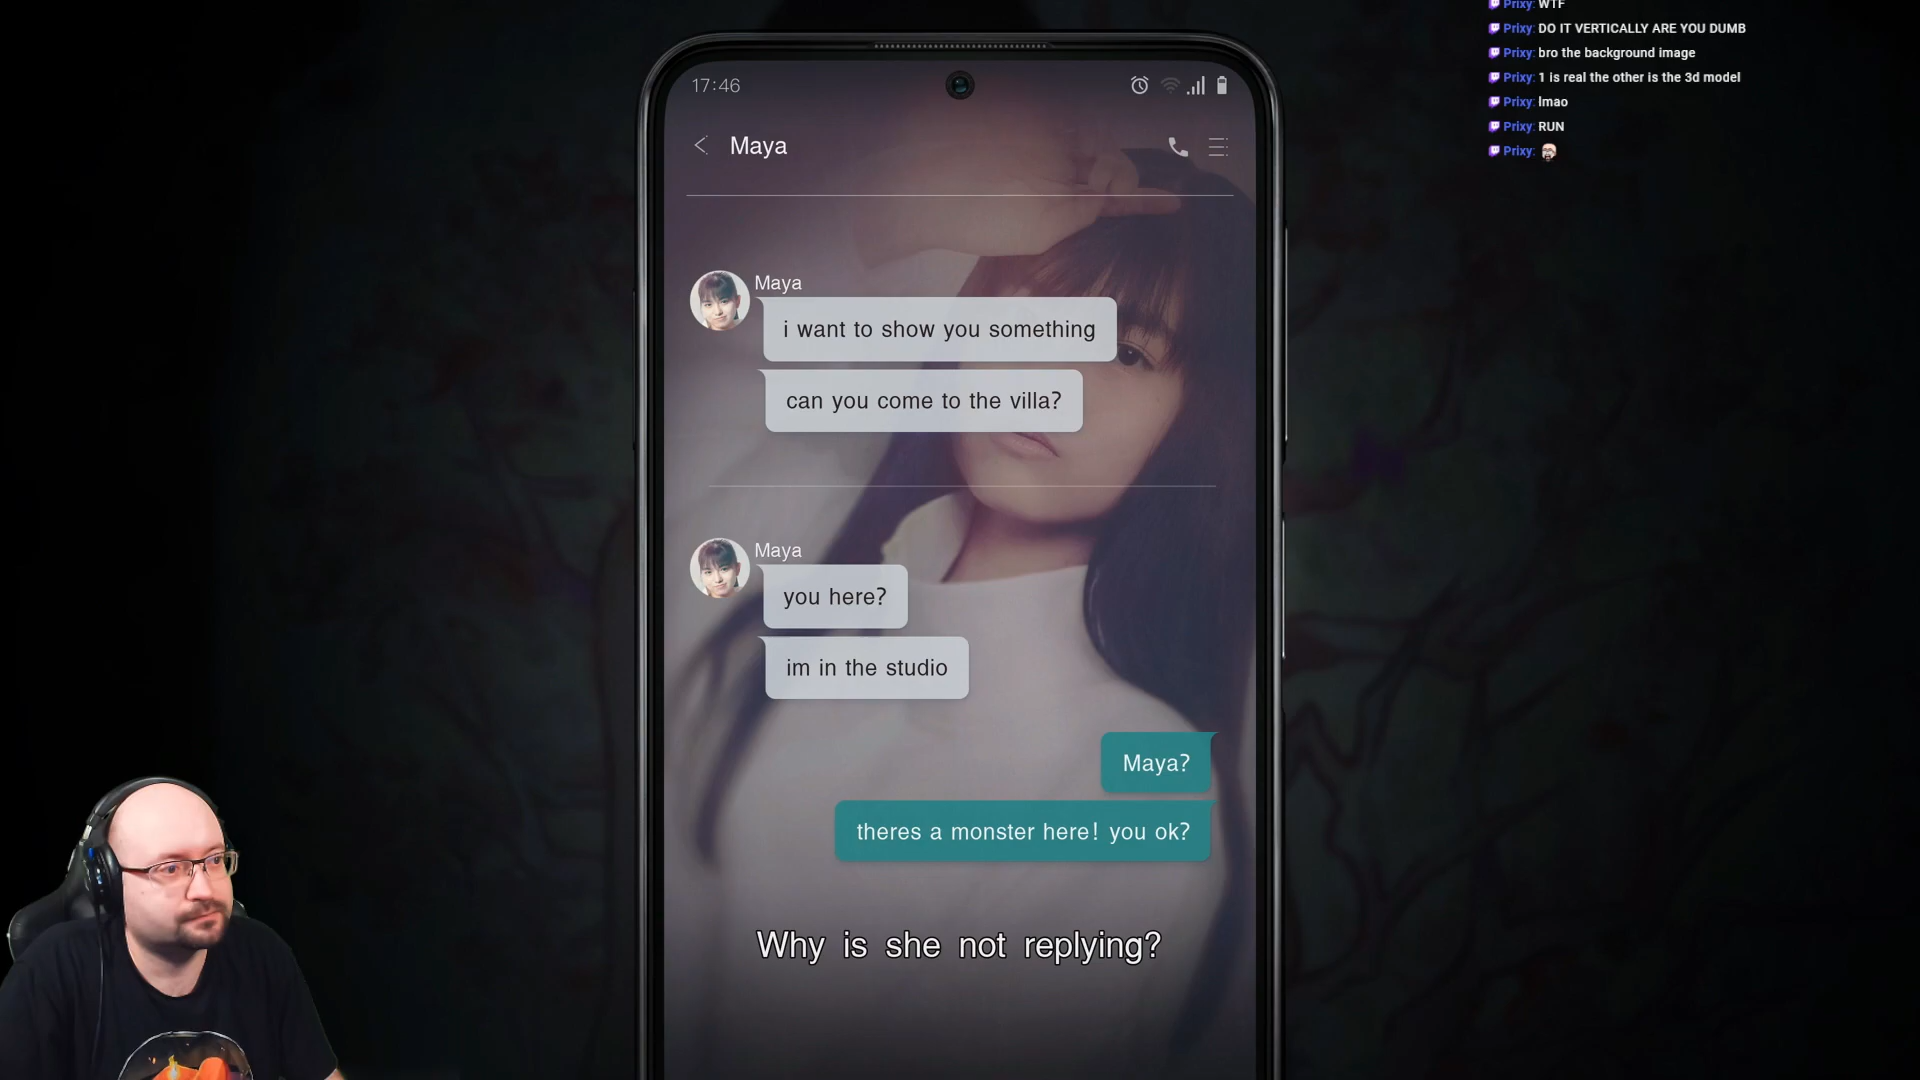 Prixy: WTF
Prixy: DO IT VERTICALLY ARE YOU DUMB
Prixy: bro the background image
Prixy: 1 is real the other is the 3d model
Prixy: lmao
Prixy: RUN
Prixy:
17:46
Maya
Maya
i want to show you something
can you come to the villa?
Maya
you here?
im in the studio
Maya?
theres a monster here! you ok?
Why is she not replying?